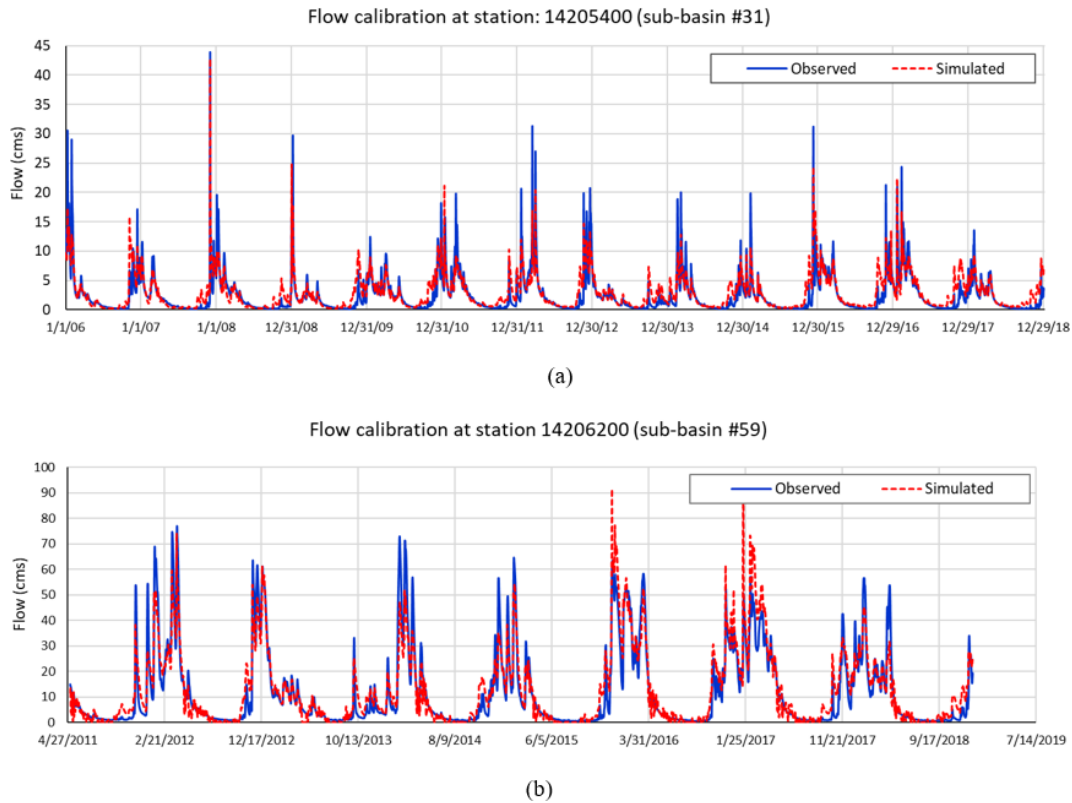 Flow calibration at station: 14205400 (sub-basin #31)
45
40
35
30
25
20
15
10
5
0
Flow (cms)
Observed Simulated
1/1/06 1/1/07 1/1/08 12/31/08 12/31/09 12/31/10 12/31/11 12/30/12 12/30/13 12/30/14 12/30/15 12/29/16 12/29/17 12/29/18
(a)
Flow calibration at station 14206200 (sub-basin #59)
100
90
80
70
60
50
40
30
20
10
0
Flow (cms)
Observed Simulated
4/27/2011 2/21/2012 12/17/2012 10/13/2013 8/9/2014 6/5/2015 3/31/2016 1/25/2017 11/21/2017 9/17/2018 7/14/2019
(b)